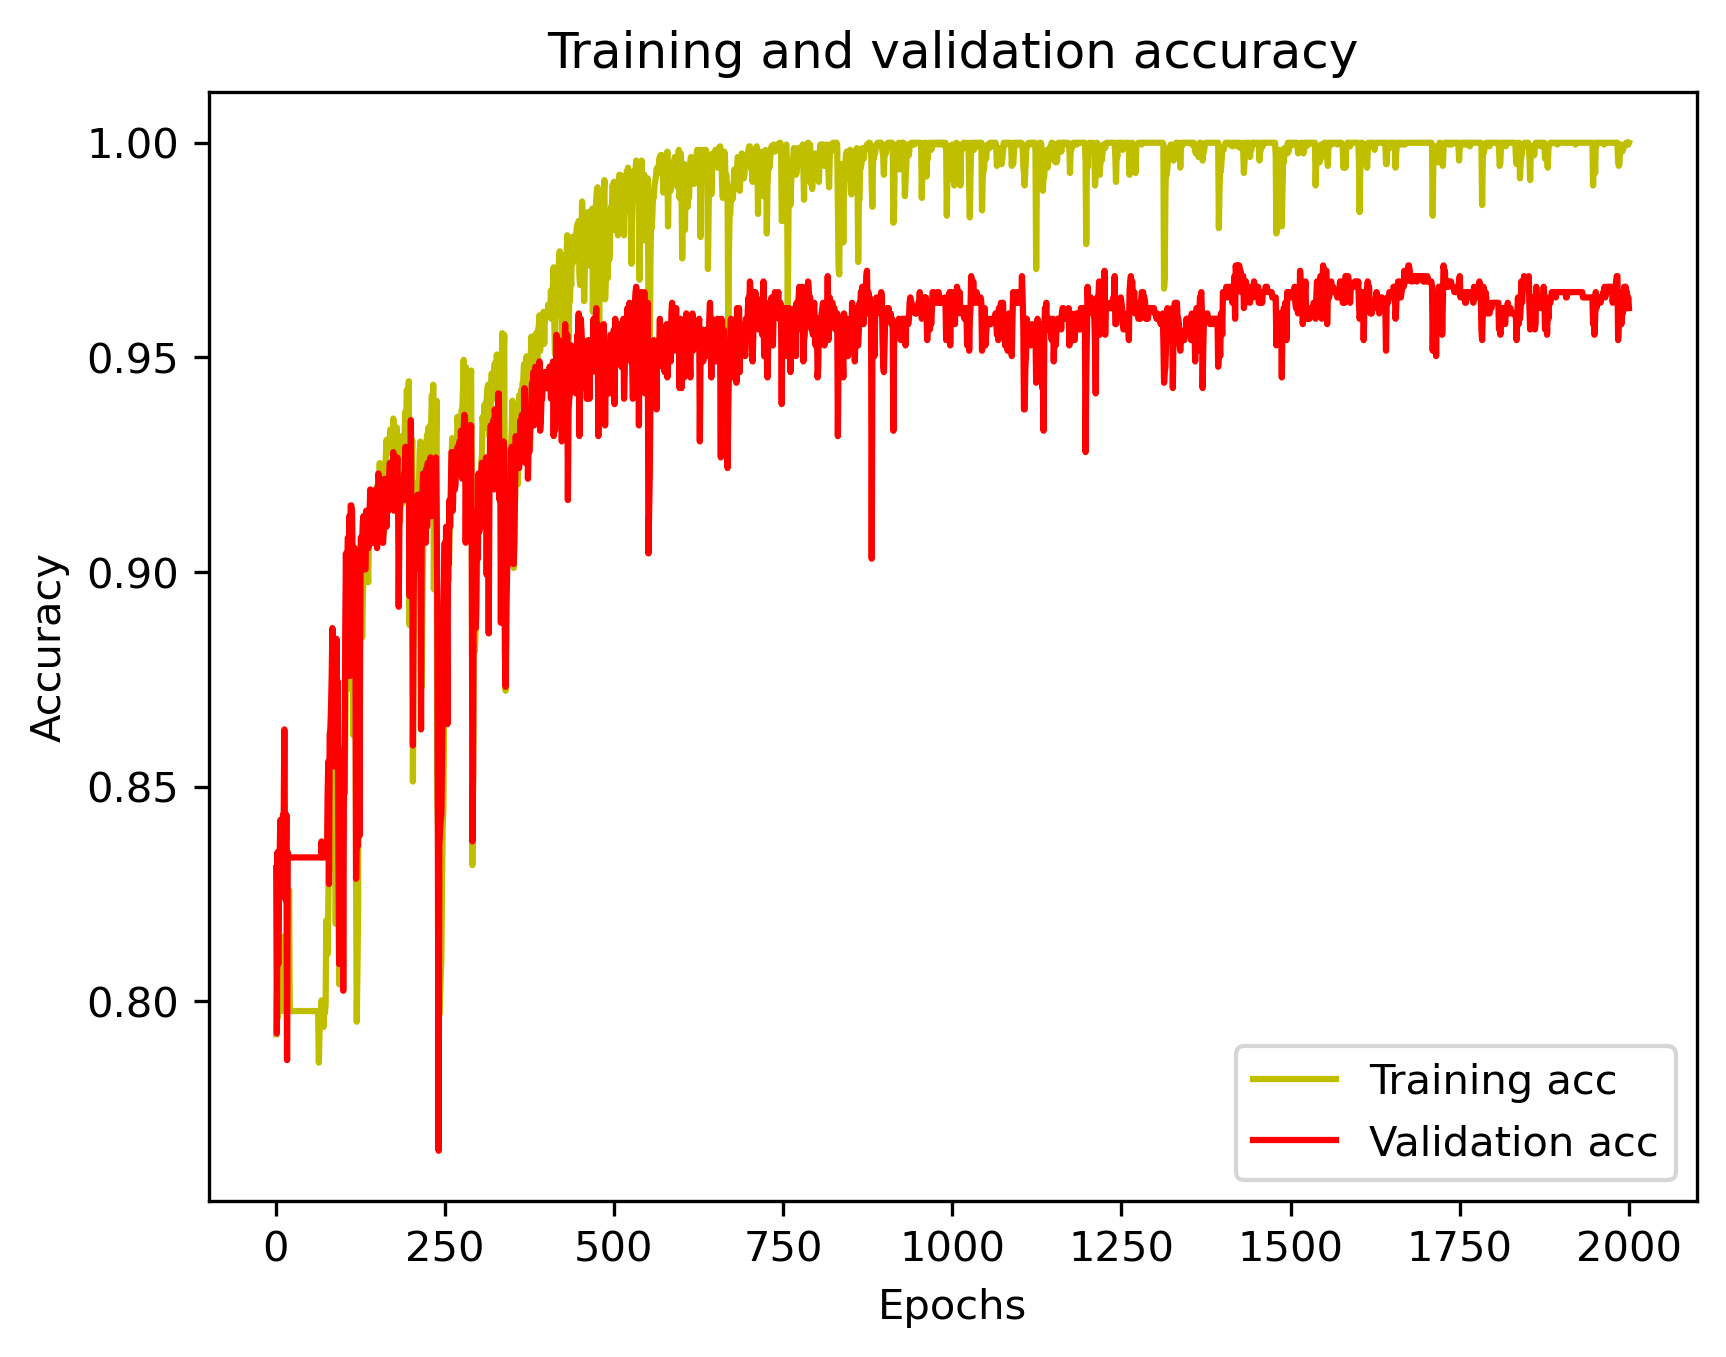 Training and validation accuracy
1.00
0.95
0.90
0.85
0.80
Accuracy
0 250 500 750 1000 1250 1500 1750 2000
Epochs
Training acc
Validation acc